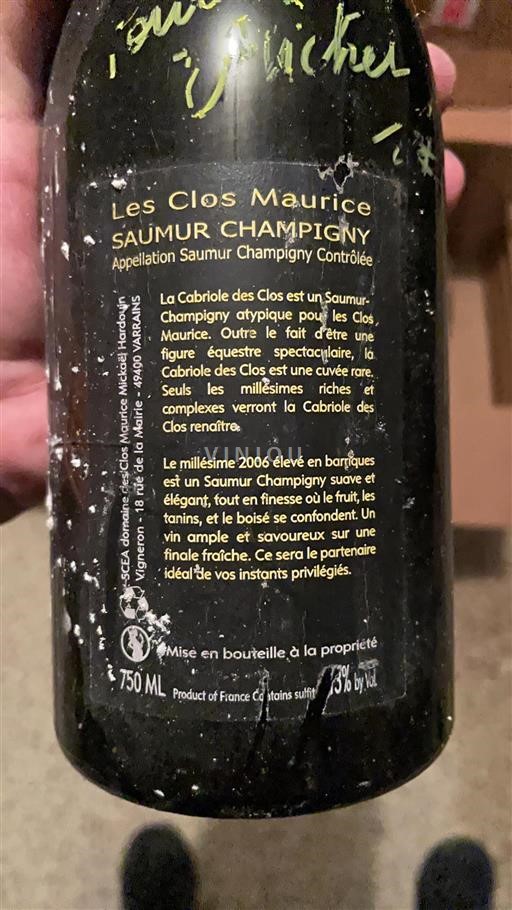 Michel
Les Clos Maurice
SAUMUR CHAMPIGNY
Appellation Saumur Champigny Contrôlée
La Cabriole des Clos est un Saumur-
Champigny atypique pour les Clos
Maurice. Outre le fait d'être une
figure équestre spectaculaire, la
Cabriole des Clos est une cuvée rare.
Seuls les millésimes riches et
complexes verront la Cabriole des
Clos renaître.
VINIOU
Le millésime 2006 élevé en barriques
est un Saumur Champigny suave et
élégant, tout en finesse où le fruit, les
tanins, et le boisé se confondent. Un
vin ample et savoureux sur une
finale fraîche. Ce sera le partenaire
idéal de vos instants privilégiés.
SCEA domaine des Clos Maurice Mickaël Hardouin
Vigneron - 18 rue de la Mairie - 49400 VARRAINS
Mise en bouteille à la propriété
750 ML Product of France Contains sulfit 3% by Vol.